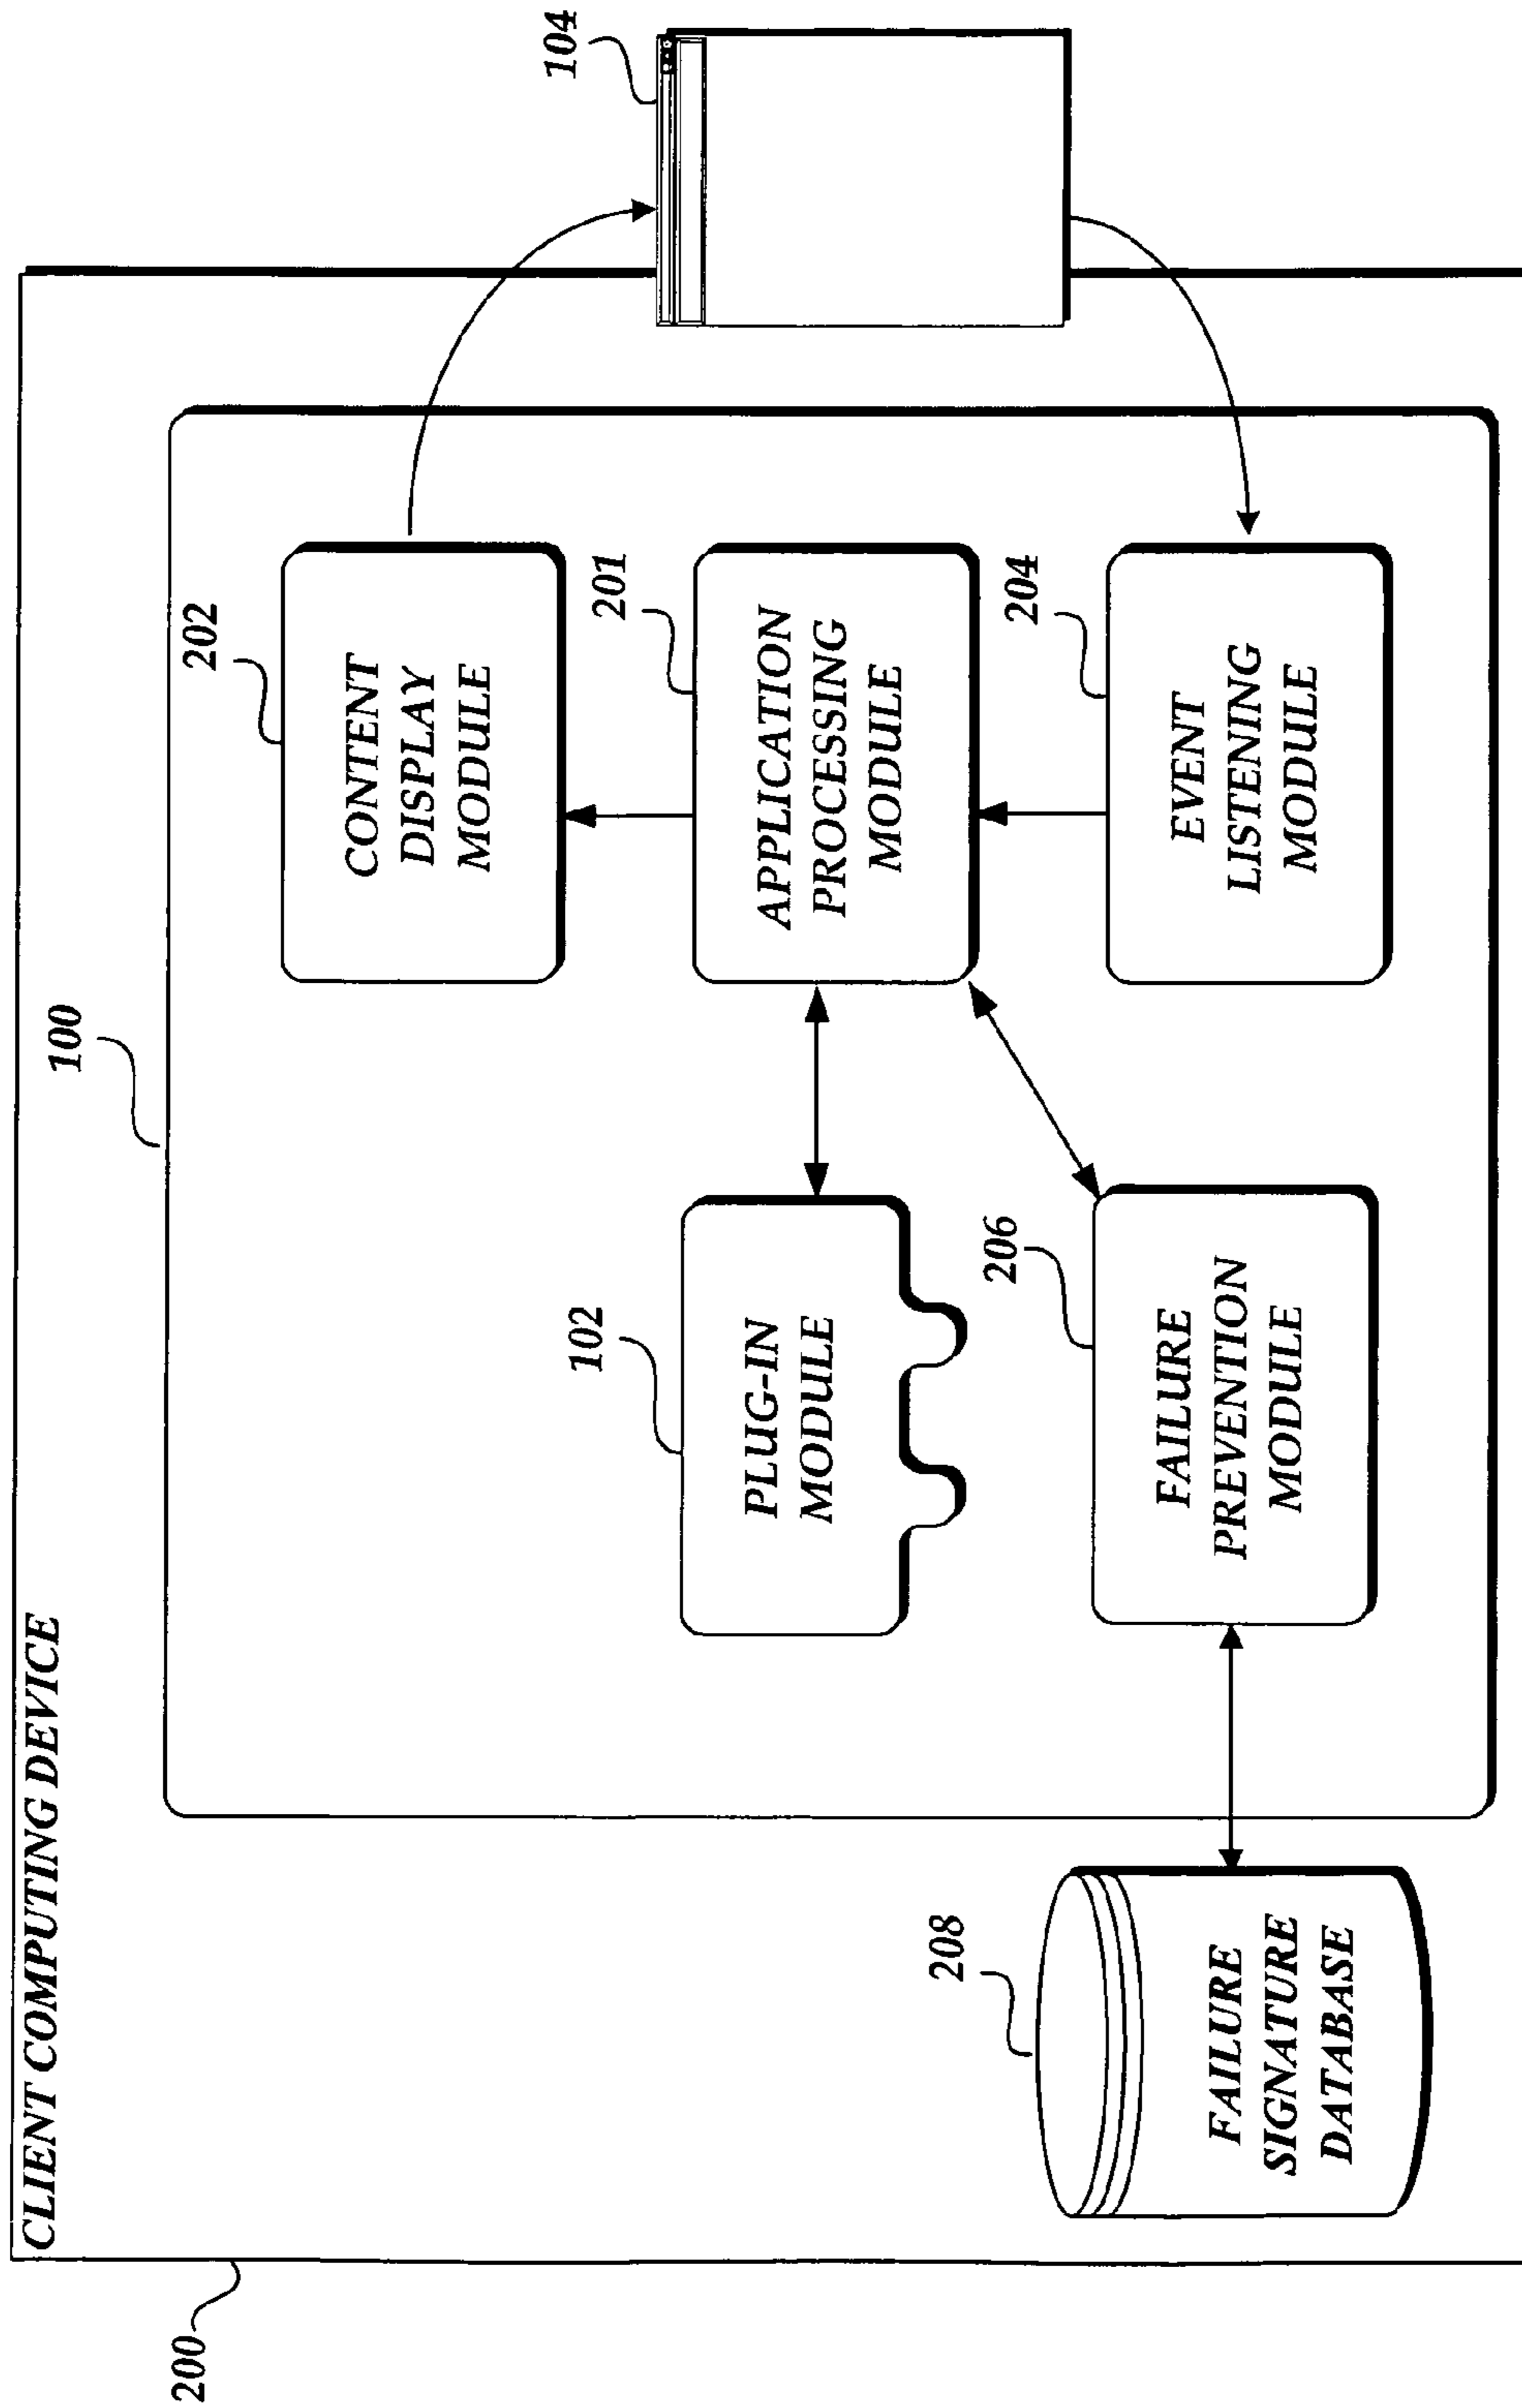 CLIENT COMPUTING DEVICE
200
100
202
CONTENT
DISPLAY
MODULE
104
102
PLUG-IN
MODULE
201
APPLICATION
PROCESSING
MODULE
208
FAILURE
SIGNATURE
DATABASE
206
FAILURE
PREVENTION
MODULE
204
EVENT
LISTENING
MODULE